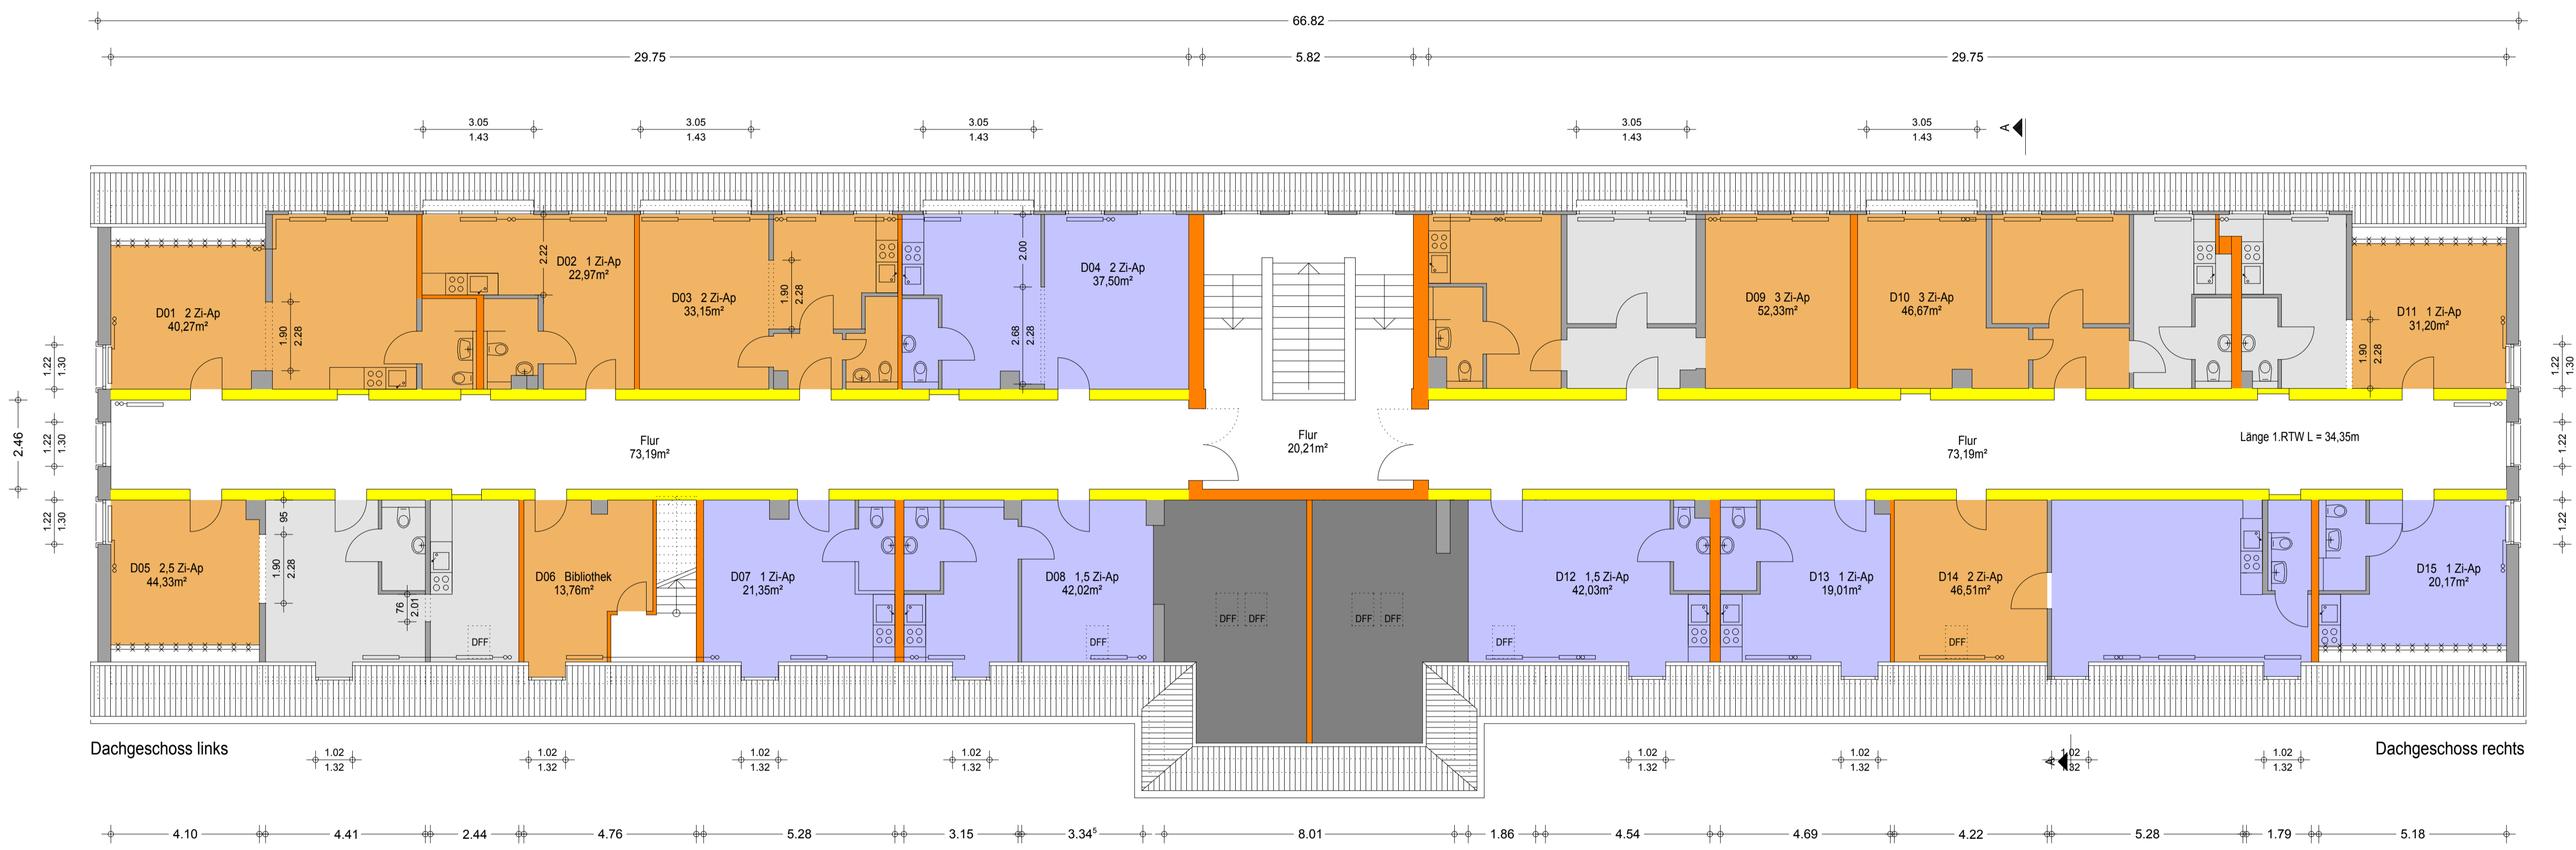 66.82
29.75
5.82
29.75
3.05
1.43
3.05
1.43
3.05
1.43
3.05
1.43
3.05
1.43
A
D01 2 Zi-Ap
40,27m²
1.90
2.28
2.22
D02 1 Zi-Ap
22,97m²
D03 2 Zi-Ap
33,15m²
1.90
2.28
2.00
2.68
2.28
D04 2 Zi-Ap
37,50m²
D09 3 Zi-Ap
52,33m²
D10 3 Zi-Ap
46,67m²
D11 1 Zi-Ap
31,20m²
1.90
2.28
1.22
1.30
1.22
1.30
2.46
1.22
1.30
Flur
73,19m²
Flur
20,21m²
Flur
73,19m²
Länge 1.RTW L = 34,35m
1.22
1.30
1.22
1.30
1.22
1.30
D05 2,5 Zi-Ap
44,33m²
95
1.90
2.28
76
2.01
DFF
D06 Bibliothek
13,76m²
D07 1 Zi-Ap
21,35m²
D08 1,5 Zi-Ap
42,02m²
DFF
DFF DFF
DFF DFF
D12 1,5 Zi-Ap
42,03m²
DFF
D13 1 Zi-Ap
19,01m²
D14 2 Zi-Ap
46,51m²
DFF
D15 1 Zi-Ap
20,17m²
Dachgeschoss links
Dachgeschoss rechts
1.02
1.32
1.02
1.32
1.02
1.32
1.02
1.32
1.02
1.32
1.02
1.32
1.02
1.32
A
1.02
1.32
4.10
4.41
2.44
4.76
5.28
3.15
3.34⁵
8.01
1.86
4.54
4.69
4.22
5.28
1.79
5.18